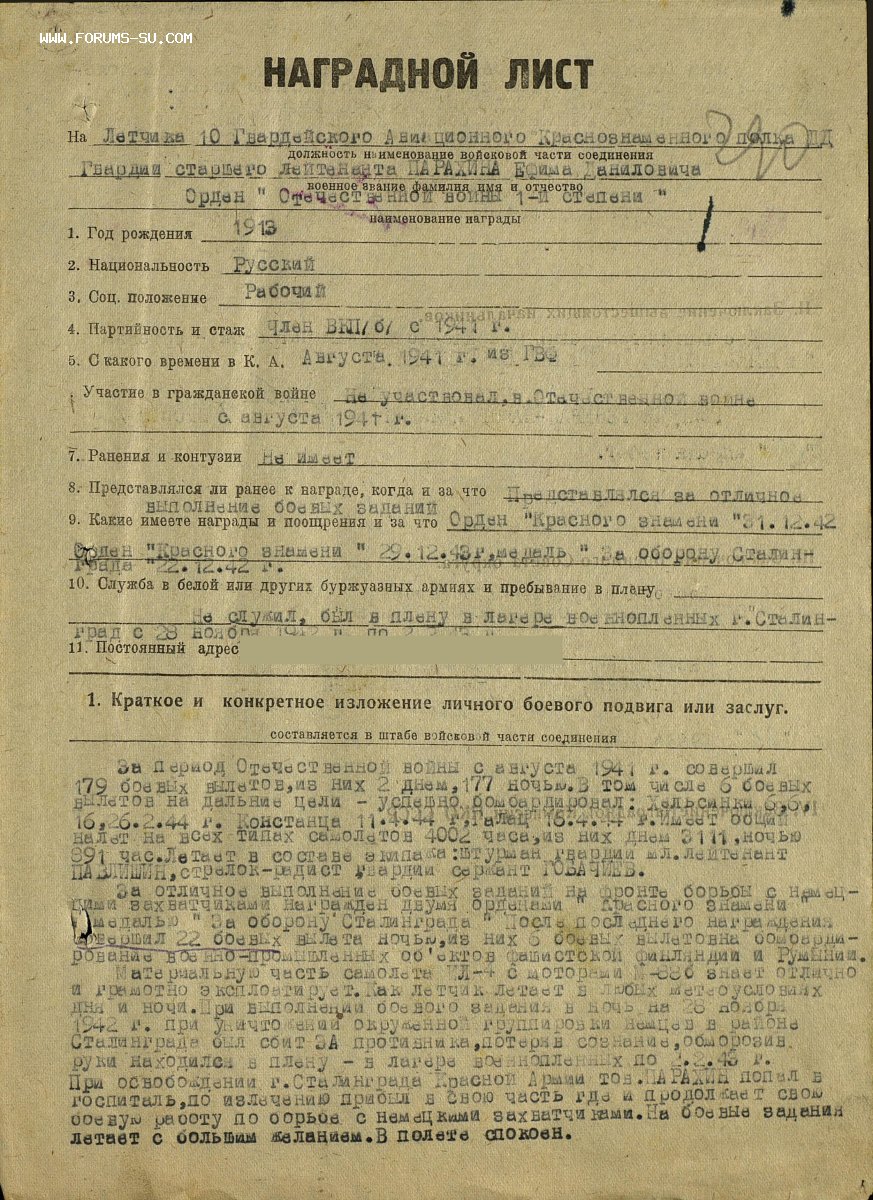 WWW.FORUMS-SU.COM
НАГРАДНОЙ ЛИСТ
На Летчика 10 Гвардейского Авиационного Краснознаменного полка ДД
должность наименование войсковой части соединения
Гвардии старшего лейтенанта ПАРАХИНА Ефима Даниловича
военное звание фамилия имя и отчество
Орден " Отечественной войны 1-й степени "
наименование награды
1. Год рождения 1913
2. Национальность Русский
3. Соц. положение Рабочий
4. Партийность и стаж Член ВКП/б/ с 1941 г.
5. С какого времени в К. А. Августа 1941 г. из ГВФ
Участие в гражданской войне Не участвовал, в Отечественной войне
с августа 1941 г.
7. Ранения и контузии Не имеет
8. Представлялся ли ранее к награде, когда и за что Представлялся за отличное
выполнение боевых заданий
9. Какие имеете награды и поощрения и за что Орден "Красного знамени "31.12.42
Орден "Красного знамени " 29.12.43г, медаль " За оборону Сталин-
града "22.12.42 г.
10. Служба в белой или других буржуазных армиях и пребывание в плену
Не служил, был в плену в лагере военнопленных г."Сталин-
град с 28 ноября 1942 г. по
11. Постоянный адрес
1. Краткое и конкретное изложение личного боевого подвига или заслуг.
составляется в штабе войсковой части соединения
За период Отечественной войны с августа 1941 г. совершил
179 боевых вылетов, из них 2 днем, 177 ночью. В том числе 6 боевых
вылетов на дальние цели - успешно бомбардировал: Хельсинки
16,26.2.44 г. Констанца 11.4.44 г, Галац Имеет общий
налет на всех типах самолетов 4002 часа, из них днем 3111, ночью
891 час. Летает в составе экипажа: штурман гвардии мл. лейтенант
ПАВЛИШИН, стрелок-радист гвардии сержант
За отличное выполнение боевых заданий на фронте борьбы с немец-
кими захватчиками награжден двумя орденами " Красного знамени "
медалью " За оборону Сталинграда " После последнего награждения
совершил 22 боевых вылета ночью, из них 6 боевых вылетовна бомбарди-
рование военно-промышленных об'ектов фашистской финляндии и Румынии.
Материальную часть самолета ИЛ-4 с моторами М-88б знает отлично
и грамотно эксплоатирует. Как летчик летает в любых метеоусловиях
дня и ночи. При выполнении боевого задания в ночь на 28 ноября
1942 г. при уничтожении окруженной группировки немцев в районе
Сталинграда был сбит ЗА противника, потеряв сознание, обморозив
руки находился в плену - в лагере военнопленных по 2.2.43 г.
При освобождении г. Сталинграда Красной Армии тов. ПАРАХИН попал в
госпиталь, по излечению прибыл в свою часть где и продолжает свою
боевую работу по борьбе с немецкими захватчиками. На боевые задания
летает с большим желанием. В полете спокоен.